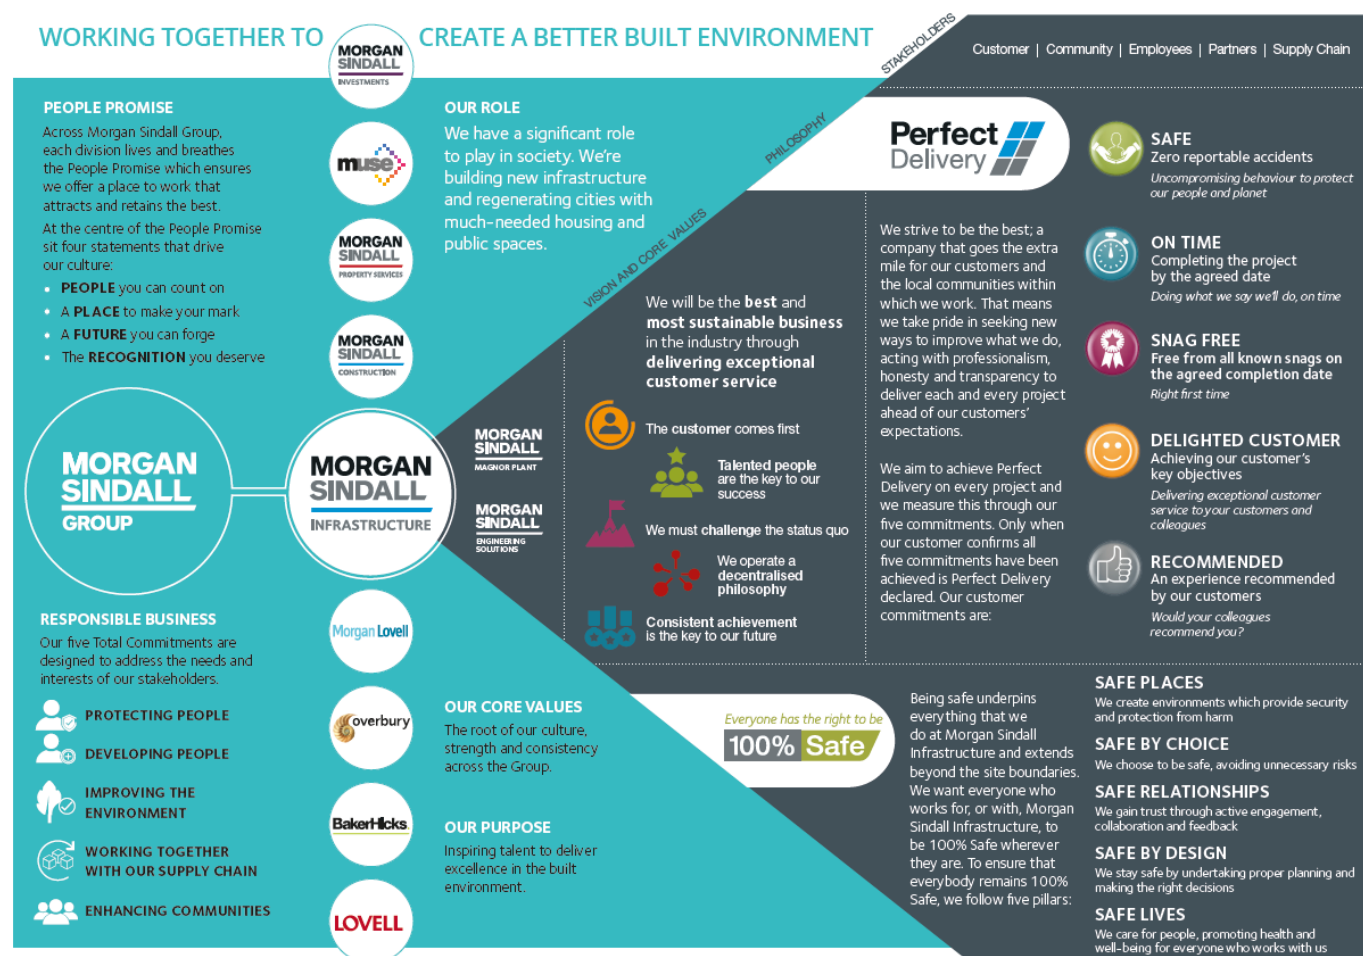 WORKING TOGETHER TO
CREATE A BETTER BUILT ENVIRONMENT
STAKEHOLDERS
Customer | Community | Employees | Partners | Supply Chain
PEOPLE PROMISE
Across Morgan Sindall Group,
each division lives and breathes
the People Promise which ensures
we offer a place to work that
attracts and retains the best.
At the centre of the People Promise
sit four statements that drive
our culture:
• PEOPLE you can count on
• A PLACE to make your mark
• A FUTURE you can forge
• The RECOGNITION you deserve
MORGAN
SINDALL
GROUP
RESPONSIBLE BUSINESS
Our five Total Commitments are
designed to address the needs and
interests of our stakeholders.
PROTECTING PEOPLE
DEVELOPING PEOPLE
IMPROVING THE
ENVIRONMENT
WORKING TOGETHER
WITH OUR SUPPLY CHAIN
ENHANCING COMMUNITIES
MORGAN
SINDALL
INVESTMENTS
muse
MORGAN
SINDALL
PROPERTY SERVICES
MORGAN
SINDALL
CONSTRUCTION
MORGAN
SINDALL
INFRASTRUCTURE
Morgan Lovell
overbury
BakerHicks
LOVELL
OUR ROLE
We have a significant role
to play in society. We're
building new infrastructure
and regenerating cities with
much-needed housing and
public spaces.
MORGAN
SINDALL
MAGNOR PLANT
MORGAN
SINDALL
ENGINEERING
SOLUTIONS
OUR CORE VALUES
The root of our culture,
strength and consistency
across the Group.
OUR PURPOSE
Inspiring talent to deliver
excellence in the built
environment.
VISION AND CORE VALUES
We will be the best and
most sustainable business
in the industry through
delivering exceptional
customer service
The customer comes first
Talented people
are the key to our
success
We must challenge the status quo
We operate a
decentralised
philosophy
Consistent achievement
is the key to our future
PHILOSOPHY
Perfect
Delivery
We strive to be the best; a
company that goes the extra
mile for our customers and
the local communities within
which we work. That means
we take pride in seeking new
ways to improve what we do,
acting with professionalism,
honesty and transparency to
deliver each and every project
ahead of our customers'
expectations.
We aim to achieve Perfect
Delivery on every project and
we measure this through our
five commitments. Only when
our customer confirms all
five commitments have been
achieved is Perfect Delivery
declared. Our customer
commitments are:
SAFE
Zero reportable accidents
Uncompromising behaviour to protect
our people and planet
ON TIME
Completing the project
by the agreed date
Doing what we say we'll do, on time
SNAG FREE
Free from all known snags on
the agreed completion date
Right first time
DELIGHTED CUSTOMER
Achieving our customer's
key objectives
Delivering exceptional customer
service to your customers and
colleagues
RECOMMENDED
An experience recommended
by our customers
Would your colleagues
recommend you?
Everyone has the right to be
100% Safe
Being safe underpins
everything that we
do at Morgan Sindall
Infrastructure and extends
beyond the site boundaries.
We want everyone who
works for, or with, Morgan
Sindall Infrastructure, to
be 100% Safe wherever
they are. To ensure that
everybody remains 100%
Safe, we follow five pillars:
SAFE PLACES
We create environments which provide security
and protection from harm
SAFE BY CHOICE
We choose to be safe, avoiding unnecessary risks
SAFE RELATIONSHIPS
We gain trust through active engagement,
collaboration and feedback
SAFE BY DESIGN
We stay safe by undertaking proper planning and
making the right decisions
SAFE LIVES
We care for people, promoting health and
well-being for everyone who works with us